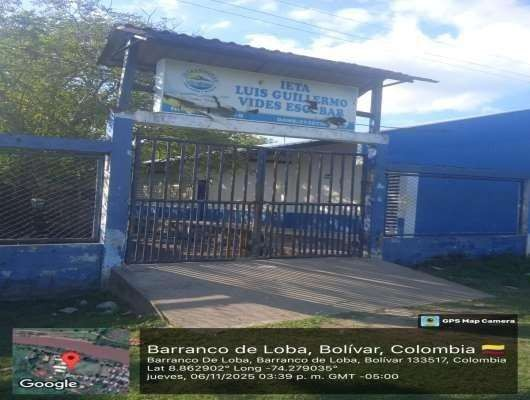 IETA
LUIS GUILLERMO
VIDES ESCOBAR
GPS Map Camera
Barranco De Loba, Bolívar, Colombia
Barranco De Loba, Barranco de Loba, Bolívar 133517, Colombia
Lat 8.862902° Long -74.279035°
jueves, 06/11/2025 03:39 p. m. GMT -05:00
Google